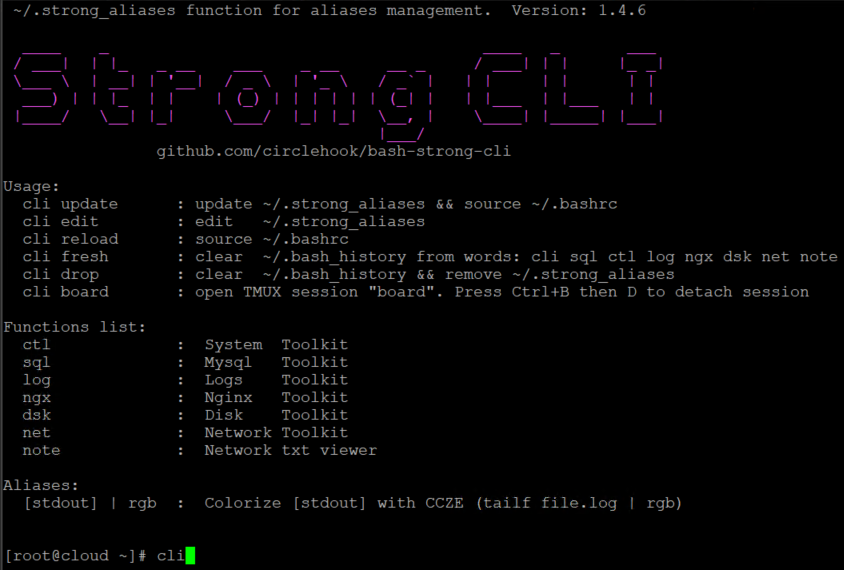 ~/.strong_aliases function for aliases management.  Version: 1.4.6
Strong CLI
github.com/circlehook/bash-strong-cli
Usage:
  cli update      : update ~/.strong_aliases && source ~/.bashrc
  cli edit        : edit   ~/.strong_aliases
  cli reload      : source ~/.bashrc
  cli fresh       : clear  ~/.bash_history from words: cli sql ctl log ngx dsk net note
  cli drop        : clear  ~/.bash_history && remove ~/.strong_aliases
  cli board       : open TMUX session "board". Press Ctrl+B then D to detach session
Functions list:
  ctl             :  System  Toolkit
  sql             :  Mysql   Toolkit
  log             :  Logs    Toolkit
  ngx             :  Nginx   Toolkit
  dsk             :  Disk    Toolkit
  net             :  Network Toolkit
  note            :  Network txt viewer
Aliases:
  [stdout] | rgb  :  Colorize [stdout] with CCZE (tailf file.log | rgb)
[root@cloud ~]# cli